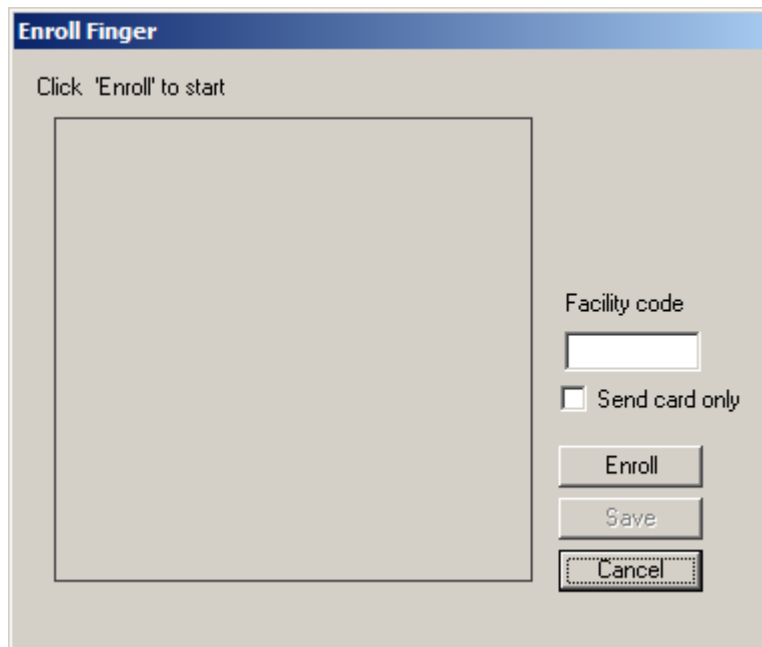 Enroll Finger
Click 'Enroll' to start
Facility code
Send card only
Enroll
Save
Cancel